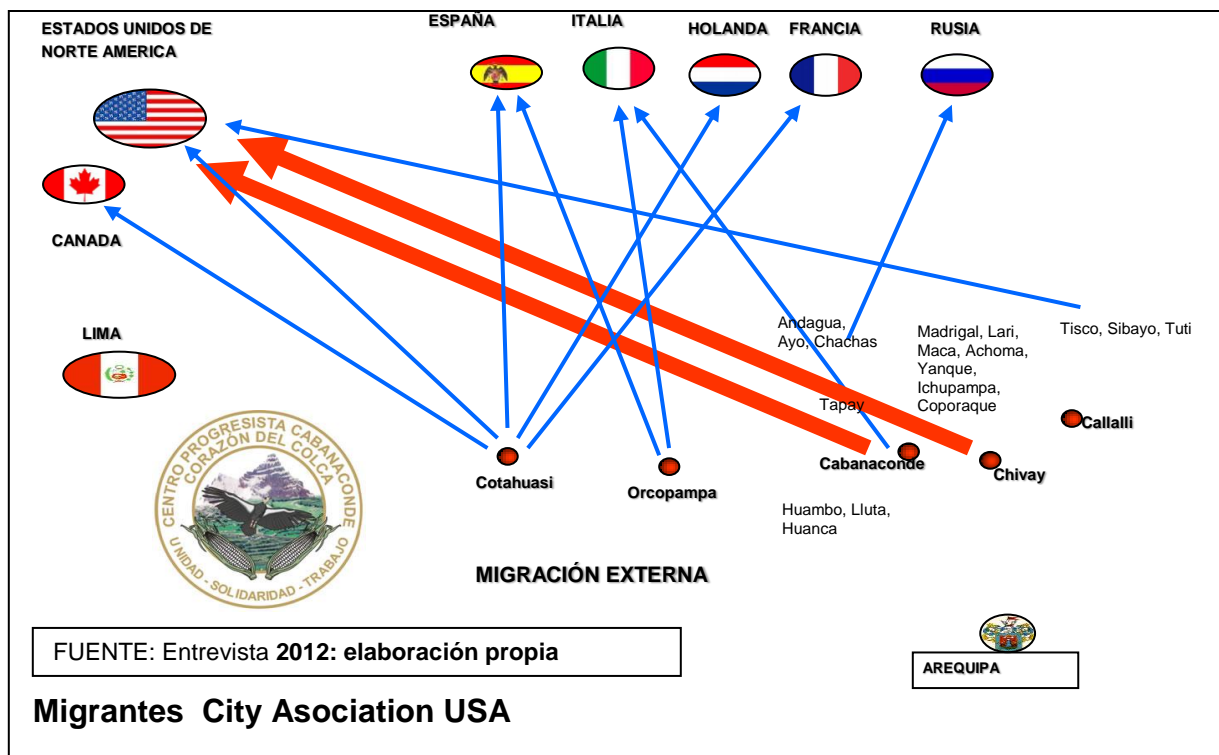 ESTADOS UNIDOS DE
NORTE AMERICA
ESPAÑA
ITALIA
HOLANDA
FRANCIA
RUSIA
CANADA
LIMA
Andagua,
Ayo, Chachas
Madrigal, Lari,
Maca, Achoma,
Yanque,
Ichupampa,
Coporaque
Tisco, Sibayo, Tuti
Tapay
Callalli
Cabanaconde
Chivay
Cotahuasi
Orcopampa
Huambo, Lluta,
Huanca
CENTRO PROGRESISTA CABANACONDE
CORAZÓN DEL COLCA
UNIDAD - SOLIDARIDAD - TRABAJO
MIGRACIÓN EXTERNA
FUENTE: Entrevista 2012: elaboración propia
AREQUIPA
Migrantes City Asociation USA